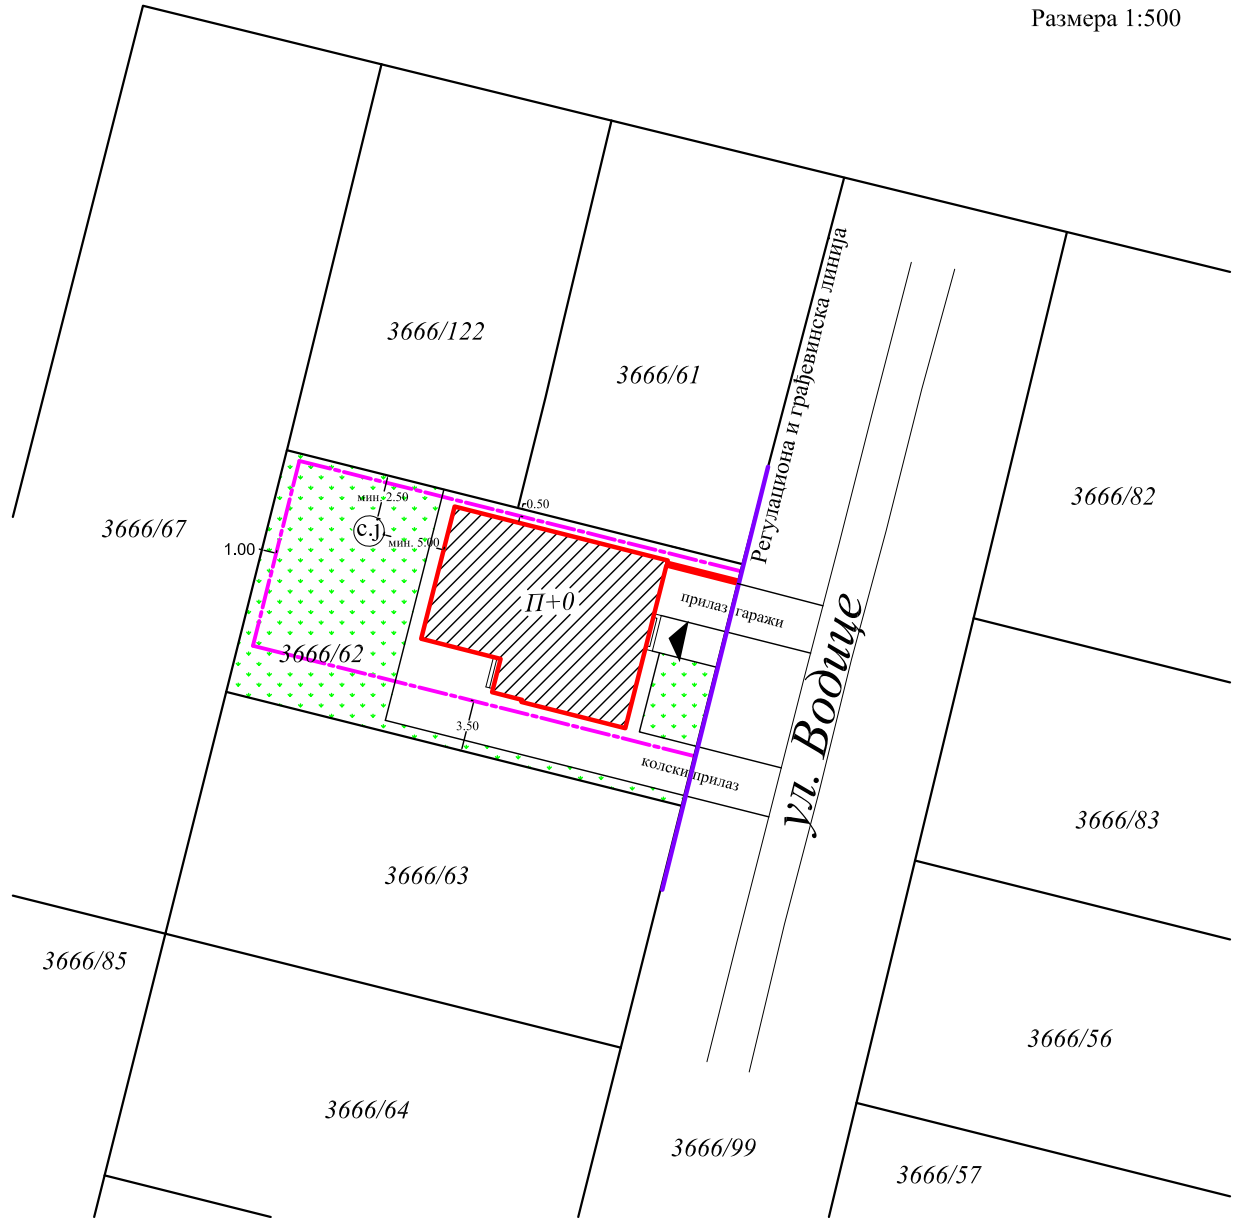 Размера 1:500
Регулациона и грађевинска линија
3666/122
3666/61
3666/82
мин. 2.50
0.50
3666/67
с.ј
мин. 5.00
1.00
П+0
прилаз гаражи
3666/62
ул. Водице
3.50
колски прилаз
3666/83
3666/63
3666/85
3666/56
3666/64
3666/99
3666/57